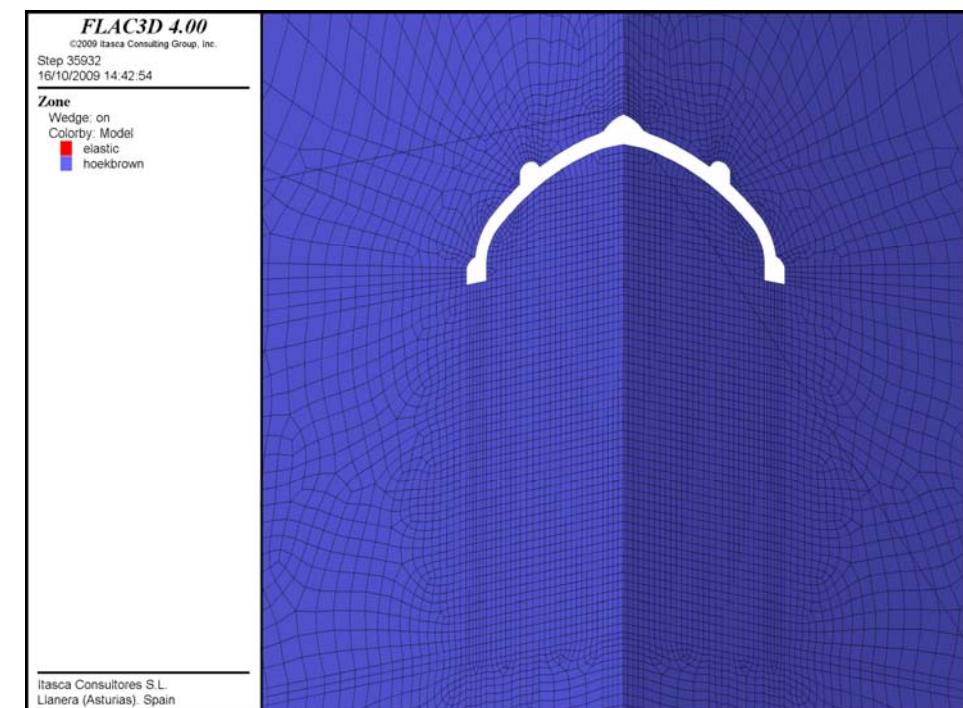 FLAC3D 4.00
©2009 Itasca Consulting Group, Inc.
Step 35932
16/10/2009 14:42:54
Zone
Wedge: on
Colorby: Model
elastic
hoekbrown
Itasca Consultores S.L.
Llanera (Asturias). Spain